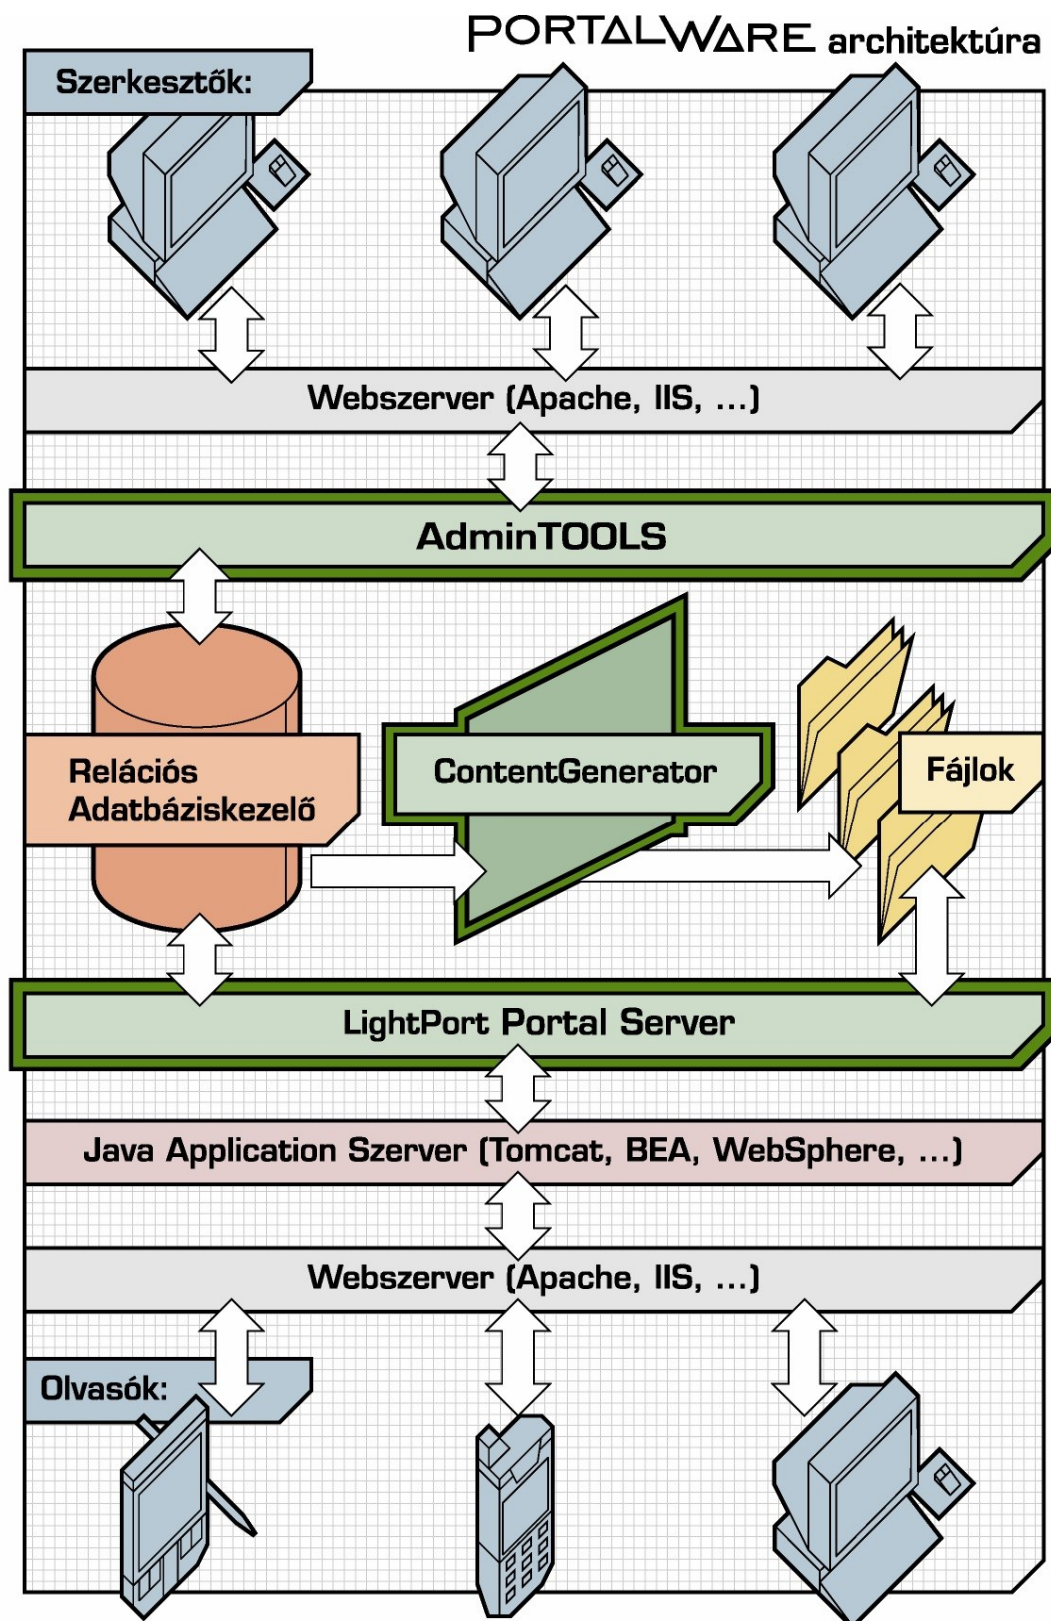 PORTALWARE architektúra
Szerkesztők:
Webszerver (Apache, IIS, ...)
AdminTOOLS
Relációs
Adatbáziskezelő
ContentGenerator
Fájlok
LightPort Portal Server
Java Application Szerver (Tomcat, BEA, WebSphere, ...)
Webszerver (Apache, IIS, ...)
Olvasók: